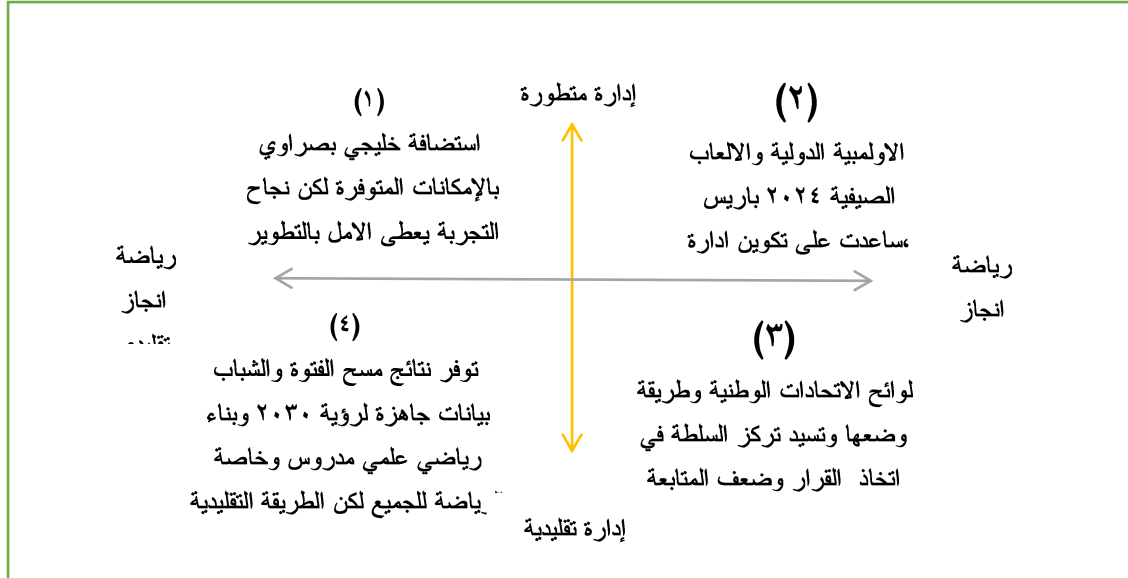 إدارة متطورة
(١)
استضافة خليجي بصراوي
بالإمكانات المتوفرة لكن نجاح
التجربة يعطى الامل بالتطوير
(٢)
الاولمبية الدولية والالعاب
الصيفية ٢٠٢٤ باريس
،ساعدت على تكوين ادارة
رياضة
انجاز
رياضة
انجاز
(٣)
لوائح الاتحادات الوطنية وطريقة
وضعها وتسيد تركز السلطة في
اتخاذ القرار وضعف المتابعة
(٤)
توفر نتائج مسح الفتوة والشباب
بيانات جاهزة لرؤية ٢٠٣٠ وبناء
رياضي علمي مدروس وخاصة
للجميع لكن الطريقة التقليدية
إدارة تقليدية